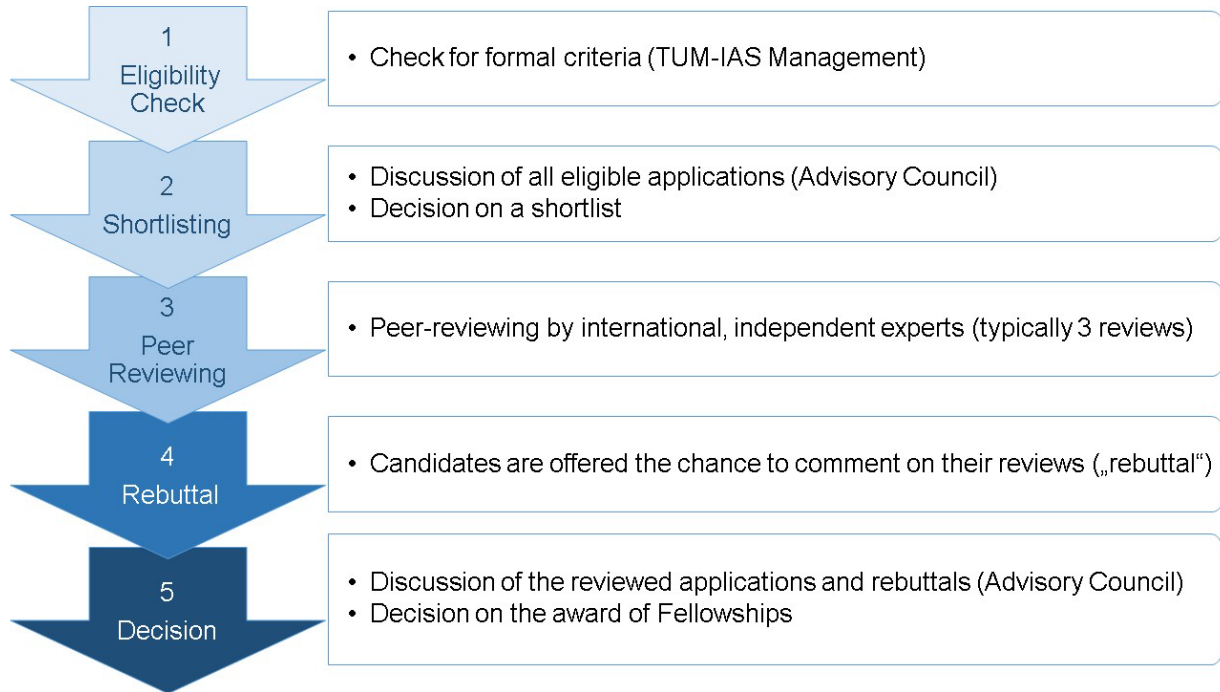 1
Eligibility
Check
• Check for formal criteria (TUM-IAS Management)
2
Shortlisting
• Discussion of all eligible applications (Advisory Council)
• Decision on a shortlist
3
Peer
Reviewing
• Peer-reviewing by international, independent experts (typically 3 reviews)
4
Rebuttal
• Candidates are offered the chance to comment on their reviews („rebuttal“)
5
Decision
• Discussion of the reviewed applications and rebuttals (Advisory Council)
• Decision on the award of Fellowships